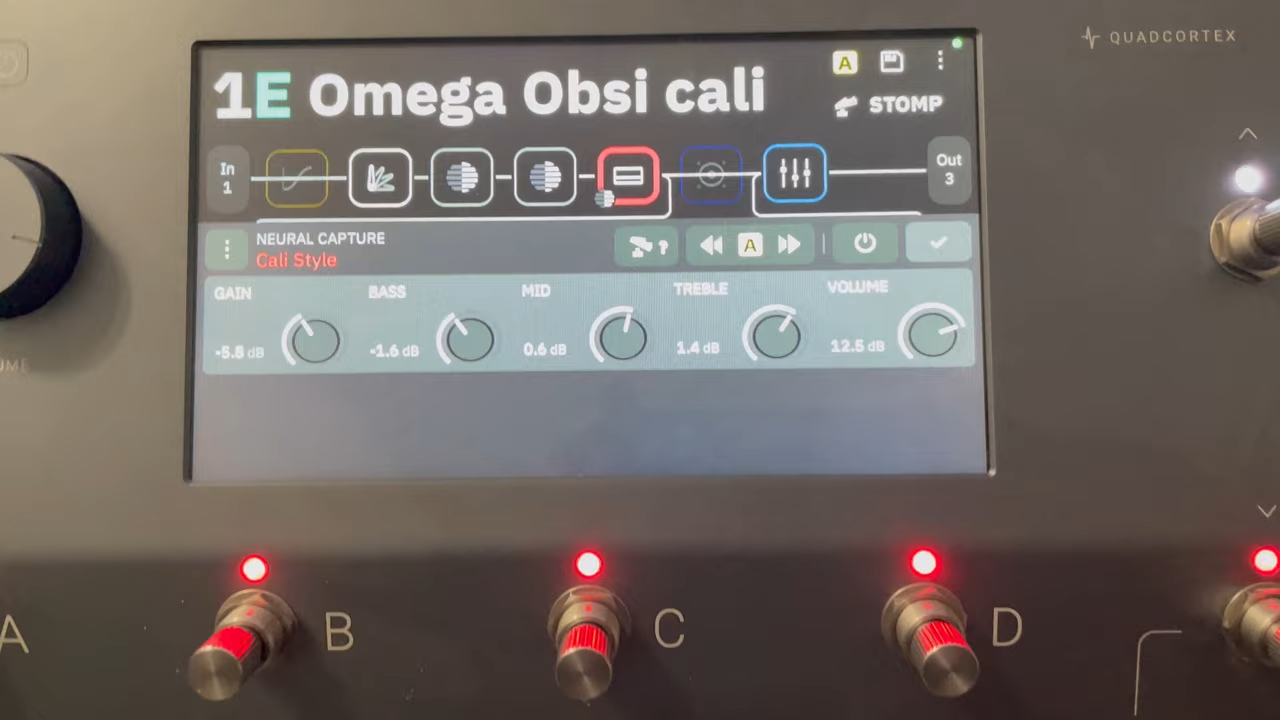 QUADCORTEX
1E Omega Obsi cali
A
STOMP
In
1
Out
3
NEURAL CAPTURE
Cali Style
?
A
GAIN
-5.8 dB
BASS
-1.6 dB
MID
0.6 dB
TREBLE
1.4 dB
VOLUME
12.5 dB
UME
A
B
C
D